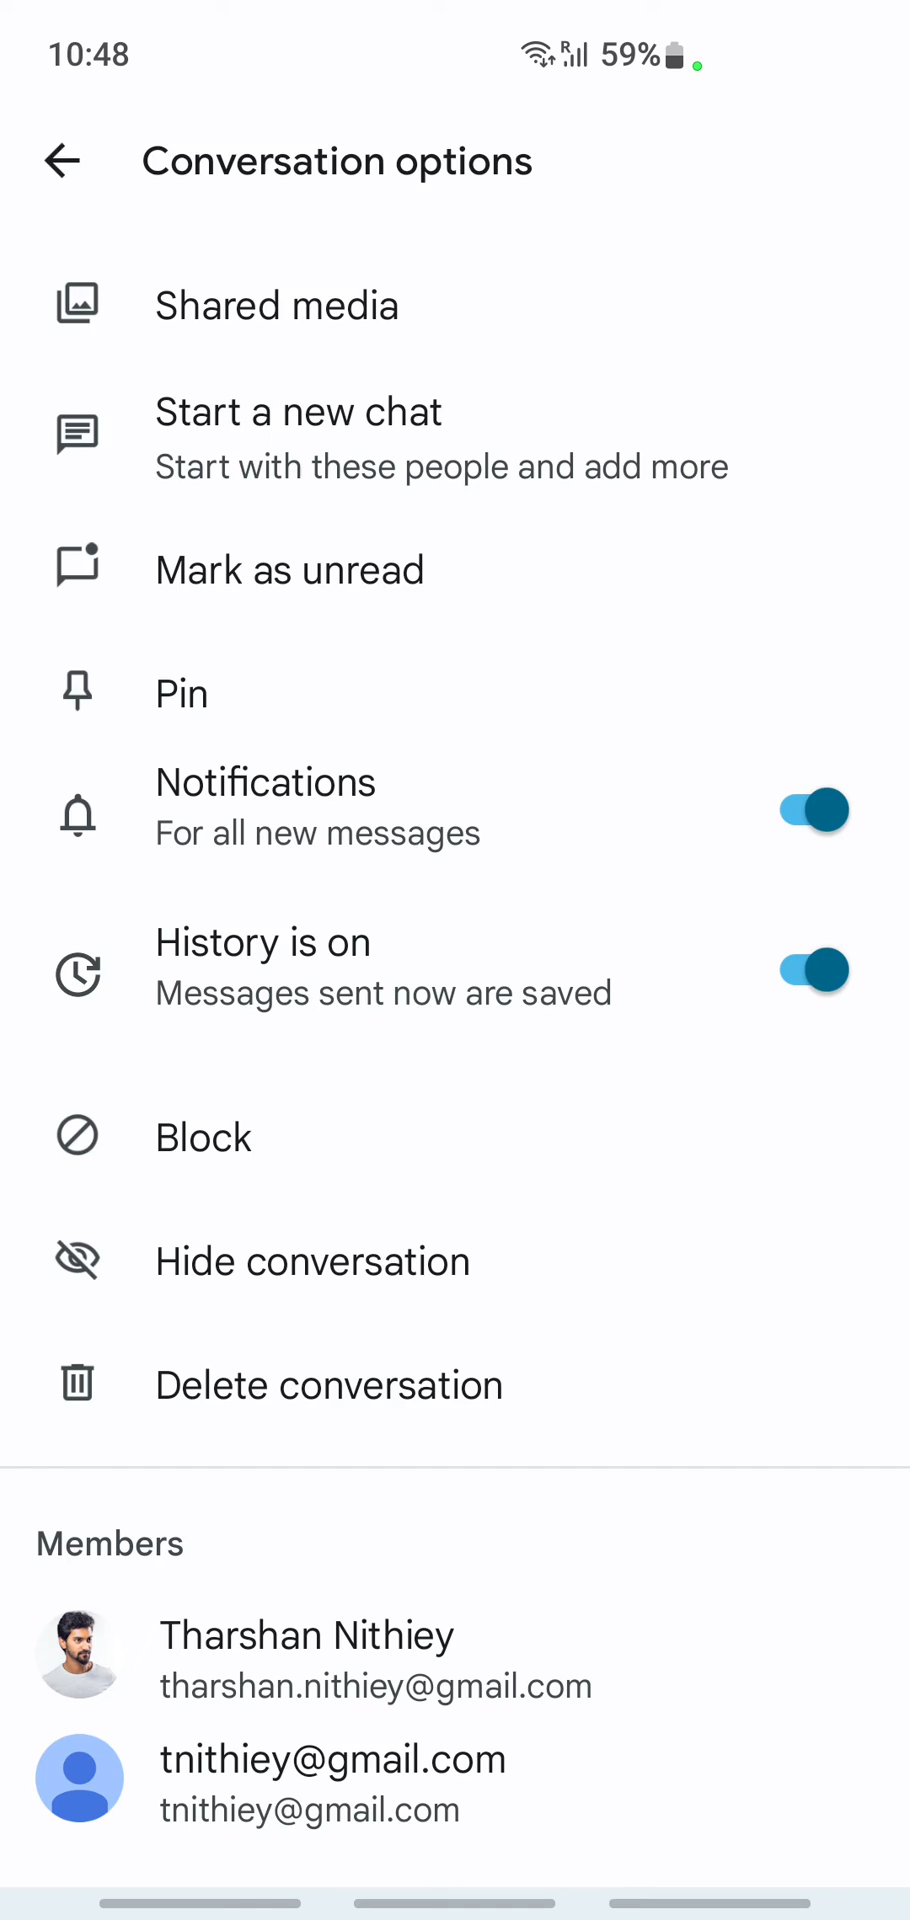 10:48
R 59%
Conversation options
Shared media
Start a new chat
Start with these people and add more
Mark as unread
Pin
Notifications
For all new messages
History is on
Messages sent now are saved
Block
Hide conversation
Delete conversation
Members
Tharshan Nithiey
tharshan.nithiey@gmail.com
tnithiey@gmail.com
tnithiey@gmail.com